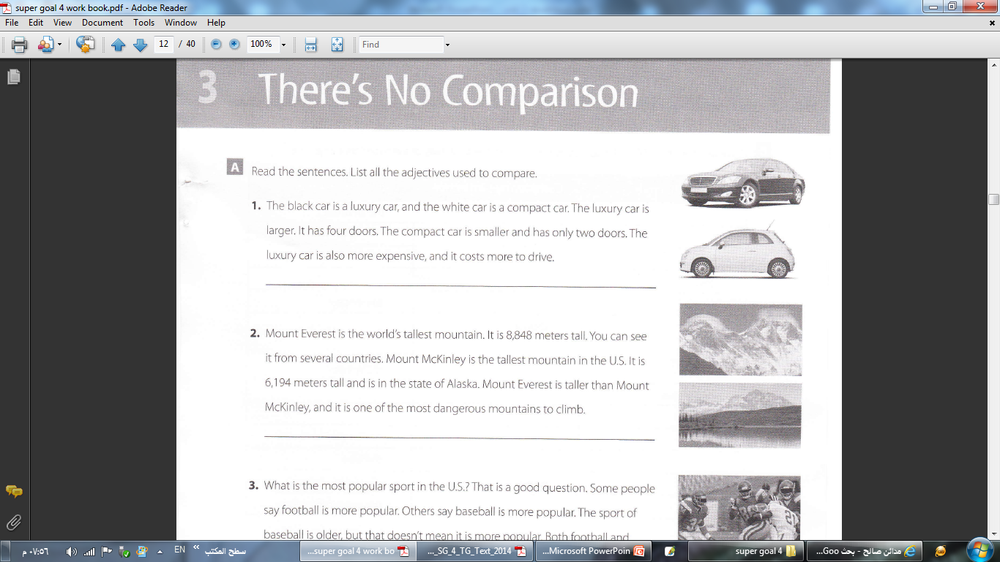 super goal 4 work book.pdf - Adobe Reader
File Edit View Document Tools Window Help
12 / 40 100% Find
3 There's No Comparison
A Read the sentences. List all the adjectives used to compare.
1. The black car is a luxury car, and the white car is a compact car. The luxury car is
larger. It has four doors. The compact car is smaller and has only two doors. The
luxury car is also more expensive, and it costs more to drive.
2. Mount Everest is the world's tallest mountain. It is 8,848 meters tall. You can see
it from several countries. Mount McKinley is the tallest mountain in the U.S. It is
6,194 meters tall and is in the state of Alaska. Mount Everest is taller than Mount
McKinley, and it is one of the most dangerous mountains to climb.
3. What is the most popular sport in the U.S.? That is a good question. Some people
say football is more popular. Others say baseball is more popular. The sport of
baseball is older, but that doesn't mean it is more popular. Both football and
٠٧:٥٦ م EN سطح المكتب ...super goal 4 work bo ..._SG_4_TG_Text_2014 ...Microsoft PowerPoin super goal 4 مدائن صالح - بحث Goo...